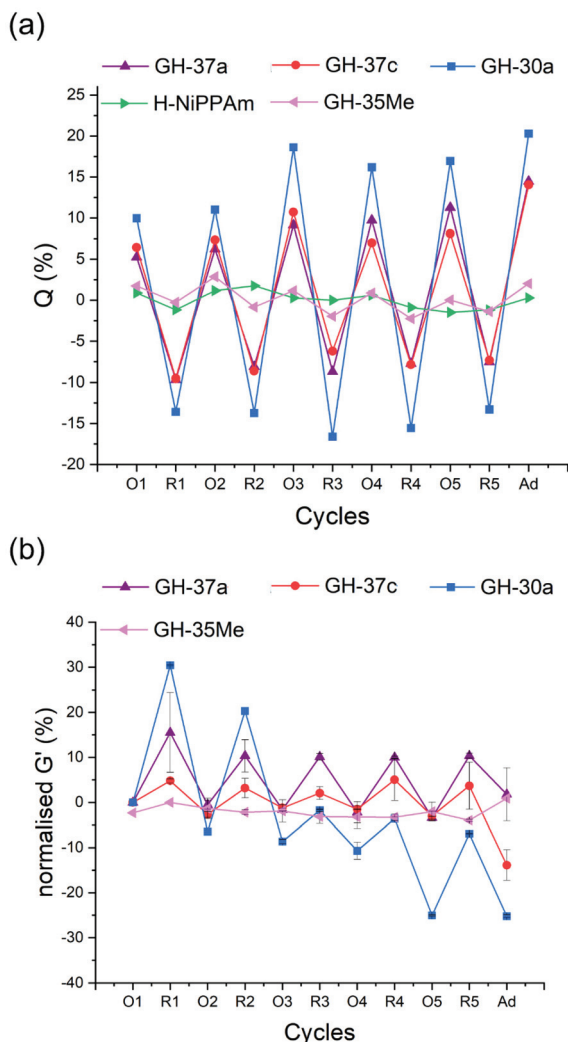 (a)
GH-37a GH-37c GH-30a
H-NiPPAm GH-35Me
25
20
15
10
5
0
-5
-10
-15
-20
Q (%)
O1 R1 O2 R2 O3 R3 O4 R4 O5 R5 Ad
Cycles
(b)
GH-37a GH-37c GH-30a
GH-35Me
40
30
20
10
0
-10
-20
-30
-40
normalised G' (%)
O1 R1 O2 R2 O3 R3 O4 R4 O5 R5 Ad
Cycles